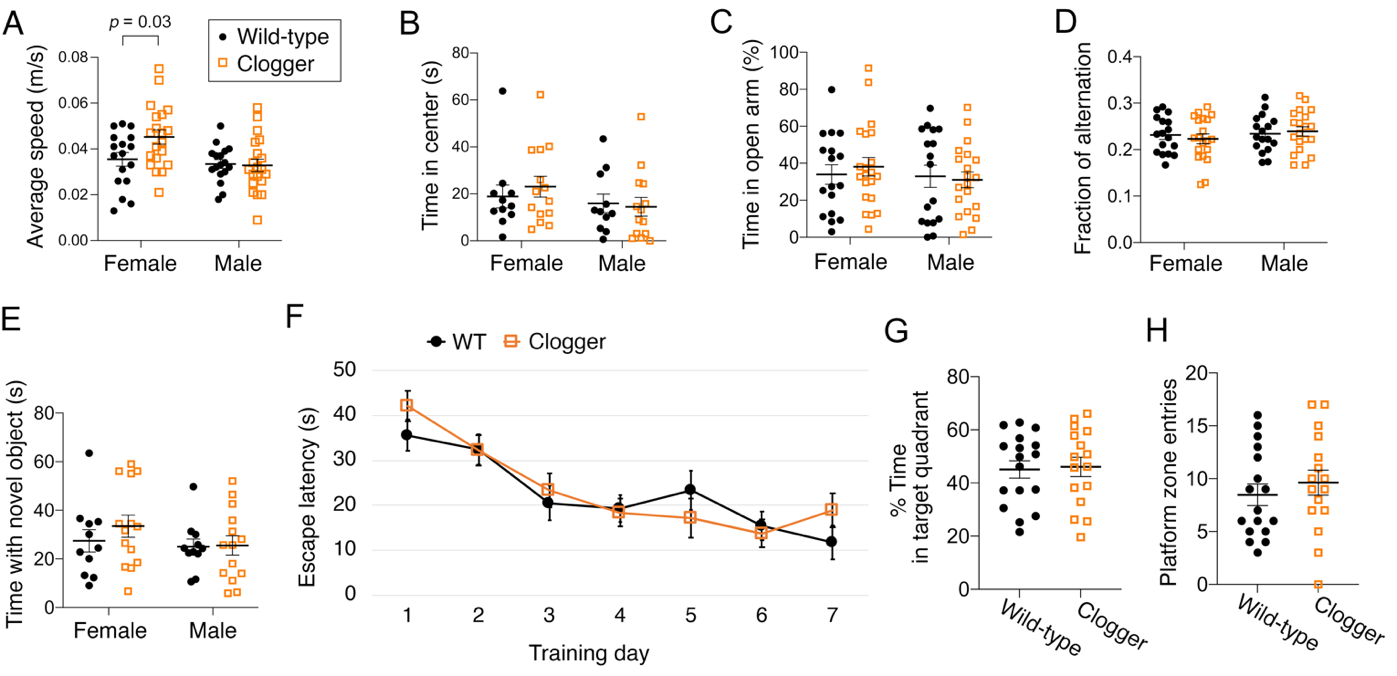 A
p = 0.03
Wild-type
Clogger
Average speed (m/s)
0.08
0.06
0.04
0.02
0.00
Female
Male
B
Time in center (s)
80
60
40
20
0
Female
Male
C
Time in open arm (%)
100
80
60
40
20
0
Female
Male
D
Fraction of alternation
0.4
0.3
0.2
0.1
0.0
Female
Male
E
Time with novel object (s)
80
60
40
20
0
Female
Male
F
WT
Clogger
Escape latency (s)
50
40
30
20
10
0
1 2 3 4 5 6 7
Training day
G
% Time
in target quadrant
80
60
40
20
0
Wild-type
Clogger
H
Platform zone entries
20
15
10
5
0
Wild-type
Clogger